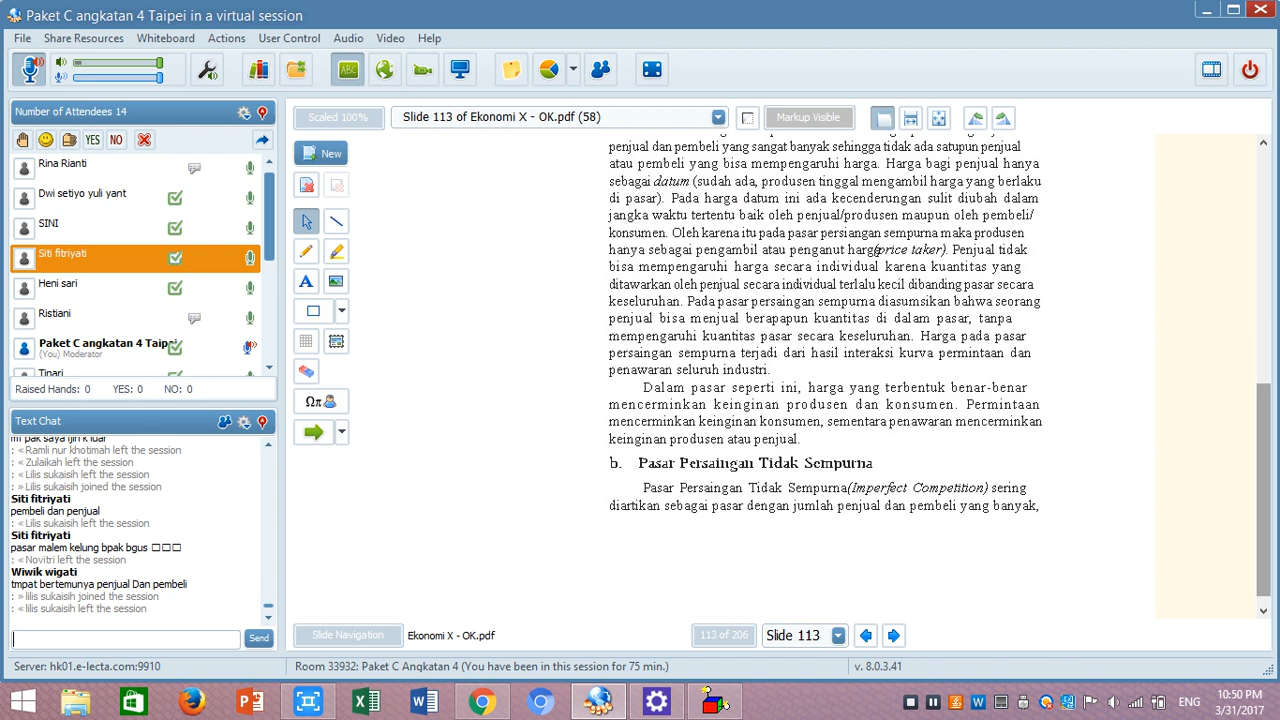 Paket C angkatan 4 Taipei in a virtual session
File Share Resources Whiteboard Actions User Control Audio Video Help
ABC
Number of Attendees 14
YES NO
Rina Rianti
Dwi setiyo yuli yant
SINI
Siti fitriyati
Heni sari
Ristiani
Paket C angkatan 4 Taipei
(You) Moderator
Tinari
Raised Hands: 0 YES: 0 NO: 0
Text Chat
mf pak saya ijin k luar
: « Ramli nur khotimah left the session
: « Zulaikah left the session
: « Lilis sukaisih left the session
: » Lilis sukaisih joined the session
Siti fitriyati
pembeli dan penjual
: « Lilis sukaisih left the session
Siti fitriyati
pasar malem kelung bpak bgus □□□
: « Novitri left the session
Wiwik wigati
tmpat bertemunya penjual Dan pembeli
: » lilis sukaisih joined the session
: « lilis sukaisih left the session
Send
Scaled 100% Slide 113 of Ekonomi X - OK.pdf (58) Markup Visible
New
A
Ωπ
penjual dan pembeli yang sangat banyak sehingga tidak ada satupun penjual
atau pembeli yang bisa mempengaruhi harga. Harga bagi penjual hanya
sebagai datum (sudah ada, produsen tinggal mengambil harga yang berlaku
di pasar). Pada harga datum ini ada kecenderungan sulit diubah dalam
jangka waktu tertentu baik oleh penjual/produsen maupun oleh pembeli/
konsumen. Oleh karena itu pada pasar persiangan sempurna maka produsen
hanya sebagai pengambil atau penganut harga(price taker). Penjual tidak
bisa mempengaruhi harga secara individual karena kuantitas yang
ditawarkan oleh penjual secara individual terlalu kecil dibanding pasar secara
keseluruhan. Pada pasar persaingan sempurna diasumsikan bahwa seorang
penjual bisa menjual berapapun kuantitas di dalam pasar, tanpa
mempengaruhi kuantitas pasar secara keseluruhan. Harga pada pasar
persaingan sempurna terjadi dari hasil interaksi kurva permintaan dan
penawaran seluruh industri.
Dalam pasar seperti ini, harga yang terbentuk benar-benar
mencerminkan keinginan produsen dan konsumen. Permintaan
mencerminkan keinginan konsumen, sementara penawaran mencerminkan
keinginan produsen atau penjual.
b. Pasar Persaingan Tidak Sempurna
Pasar Persaingan Tidak Sempurna(Imperfect Competition) sering
diartikan sebagai pasar dengan jumlah penjual dan pembeli yang banyak,
Slide Navigation Ekonomi X - OK.pdf 113 of 206 Slide 113
Server: hk01.e-lecta.com:9910 Room 33932: Paket C Angkatan 4 (You have been in this session for 75 min.) v. 8.0.3.41
ENG
10:50 PM
3/31/2017